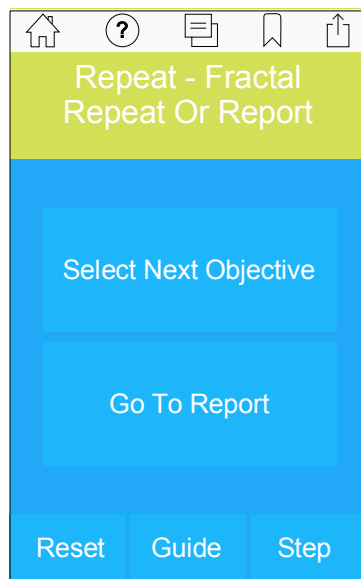 ?
Repeat - Fractal
Repeat Or Report
Select Next Objective
Go To Report
Reset Guide Step